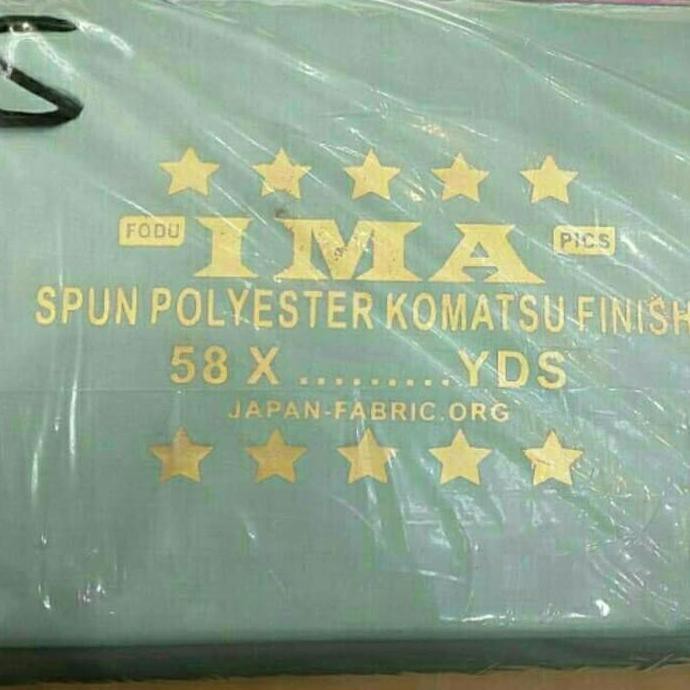 FODU IMA PICS
SPUN POLYESTER KOMATSU FINISH
58 X .......... YDS
JAPAN-FABRIC.ORG